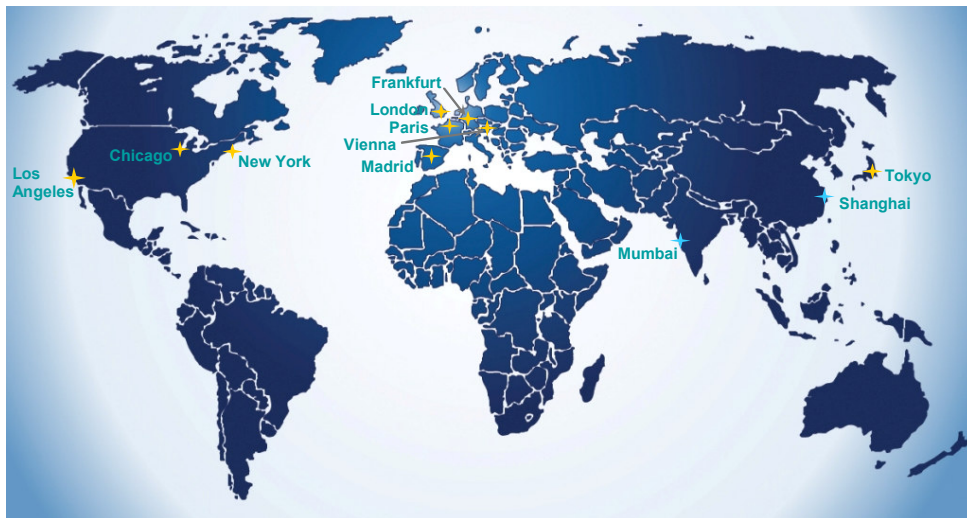 Frankfurt
London
Paris
Vienna
Madrid
Chicago
New York
Los
Angeles
Tokyo
Shanghai
Mumbai